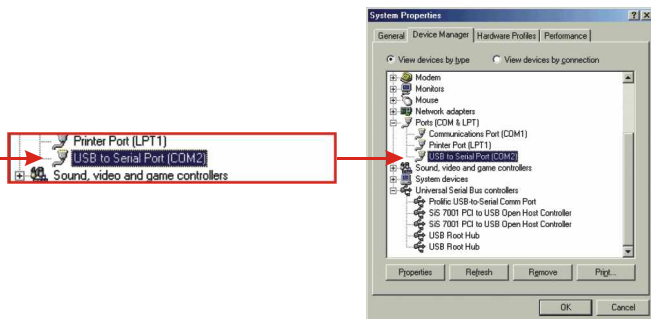 Printer Port (LPT1)
USB to Serial Port (COM2)
Sound, video and game controllers
System Properties
General Device Manager Hardware Profiles Performance
View devices by type View devices by connection
Modem
Monitors
Mouse
Network adapters
Ports (COM & LPT)
Communications Port (COM1)
Printer Port (LPT1)
USB to Serial Port (COM2)
Sound, video and game controllers
System devices
Universal Serial Bus controllers
Prolific USB-to-Serial Comm Port
SiS 7001 PCI to USB Open Host Controller
SiS 7001 PCI to USB Open Host Controller
USB Root Hub
USB Root Hub
Properties Refresh Remove Print...
OK Cancel